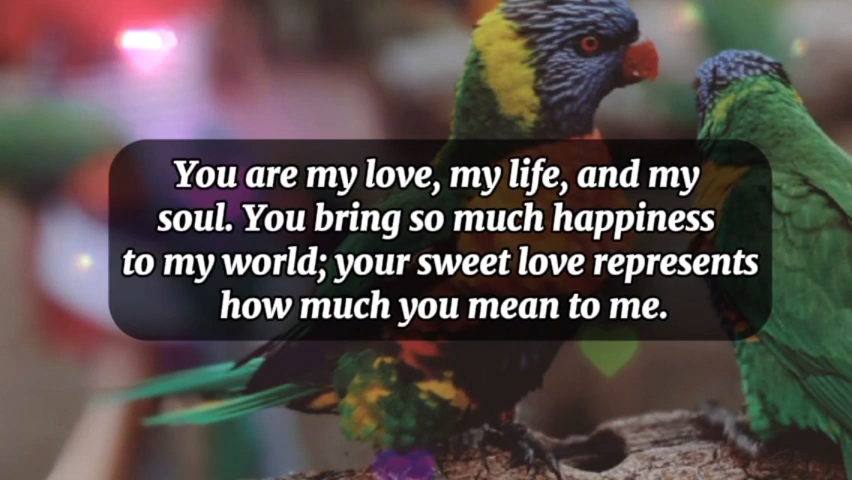 You are my love, my life, and my
soul. You bring so much happiness
to my world; your sweet love represents
how much you mean to me.